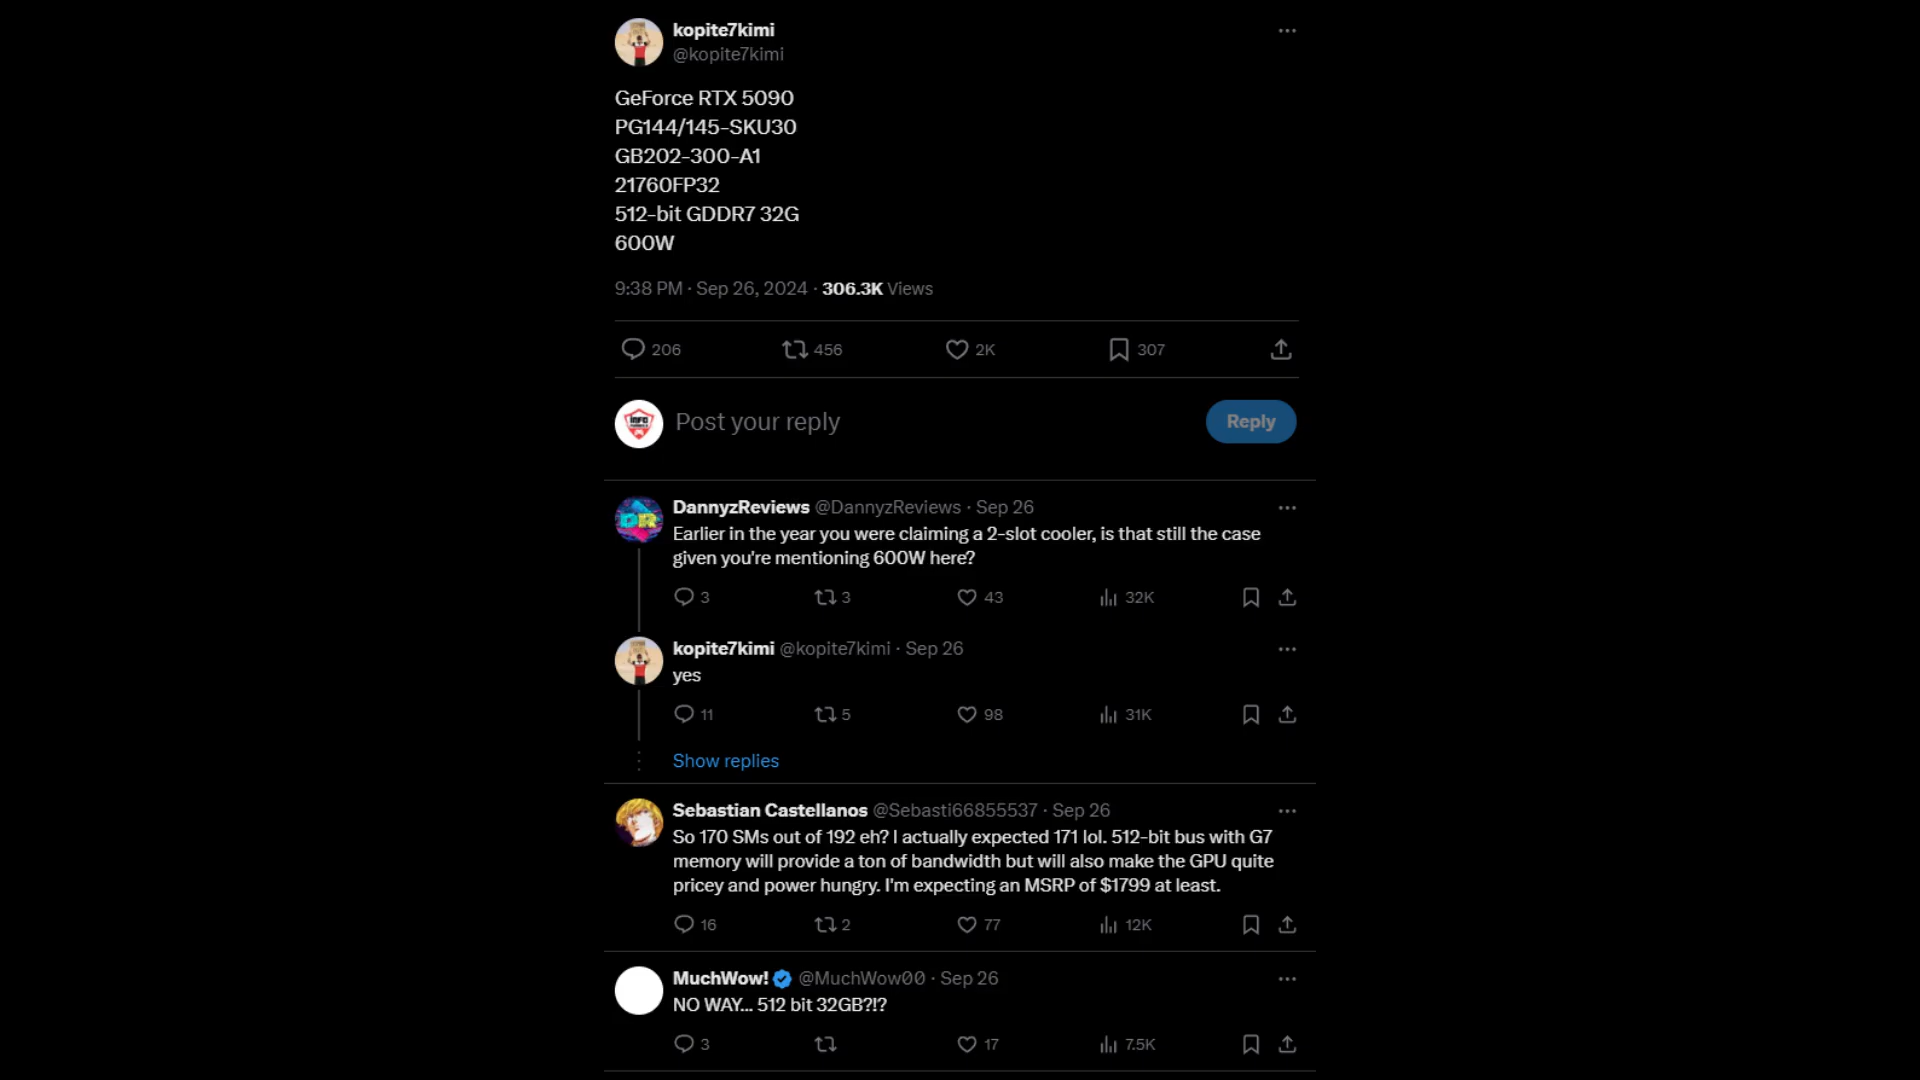 kopite7kimi
@kopite7kimi
GeForce RTX 5090
PG144/145-SKU30
GB202-300-A1
21760FP32
512-bit GDDR7 32G
600W
9:38 PM · Sep 26, 2024 · 306.3K Views
206 456 2K 307
Post your reply
Reply
DannyzReviews @DannyzReviews · Sep 26
Earlier in the year you were claiming a 2-slot cooler, is that still the case
given you're mentioning 600W here?
3 3 43 32K
kopite7kimi @kopite7kimi · Sep 26
yes
11 5 98 31K
Show replies
Sebastian Castellanos @Sebasti66855537 · Sep 26
So 170 SMs out of 192 eh? I actually expected 171 lol. 512-bit bus with G7
memory will provide a ton of bandwidth but will also make the GPU quite
pricey and power hungry. I'm expecting an MSRP of $1799 at least.
16 2 77 12K
MuchWow! @MuchWow00 · Sep 26
NO WAY... 512 bit 32GB?!?
3 17 7.5K